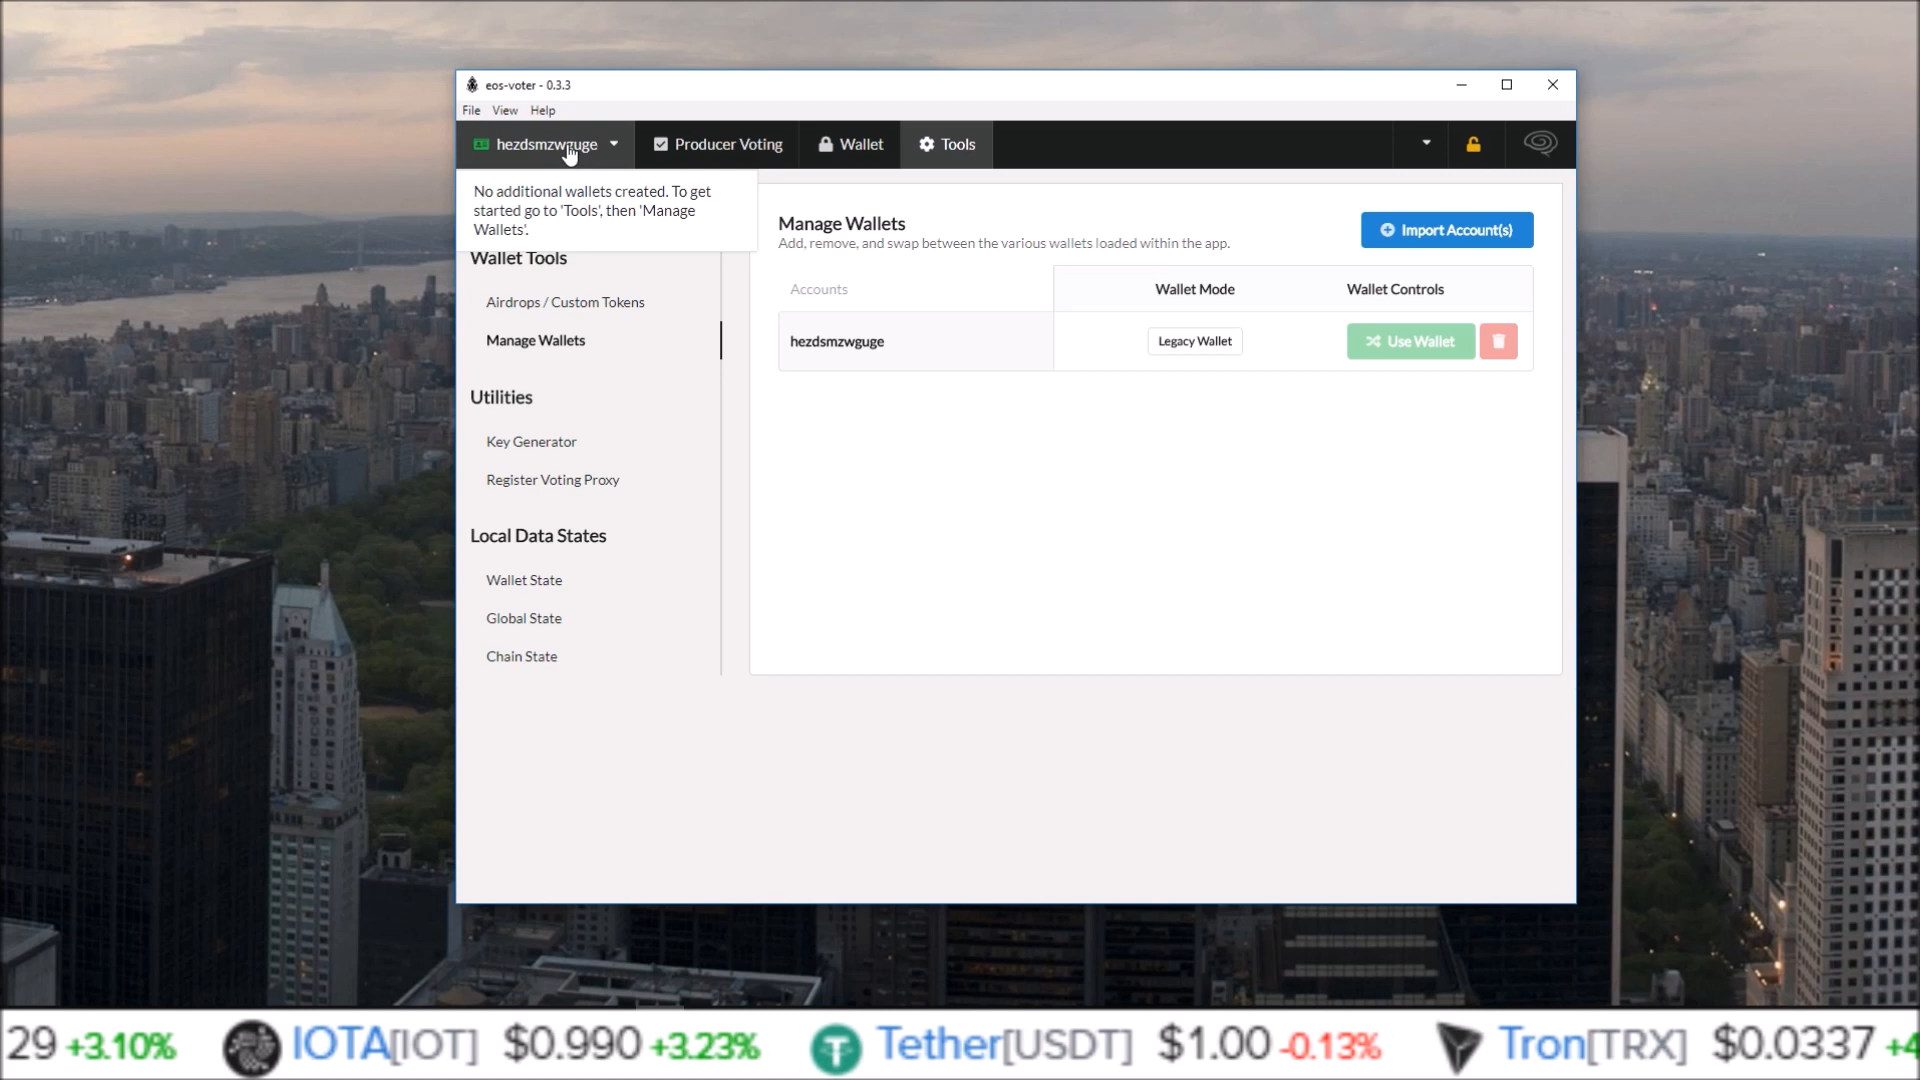 eos-voter - 0.3.3
File View Help
hezdsmzwguge Producer Voting Wallet Tools
No additional wallets created. To get
started go to 'Tools', then 'Manage
Wallets'.
Wallet Tools
Airdrops / Custom Tokens
Manage Wallets
Utilities
Key Generator
Register Voting Proxy
Local Data States
Wallet State
Global State
Chain State
Manage Wallets
Add, remove, and swap between the various wallets loaded within the app.
Import Account(s)
Accounts Wallet Mode Wallet Controls
hezdsmzwguge Legacy Wallet Use Wallet
29 +3.10% IOTA[IOT] $0.990 +3.23% Tether[USDT] $1.00 -0.13% Tron[TRX] $0.0337 +4